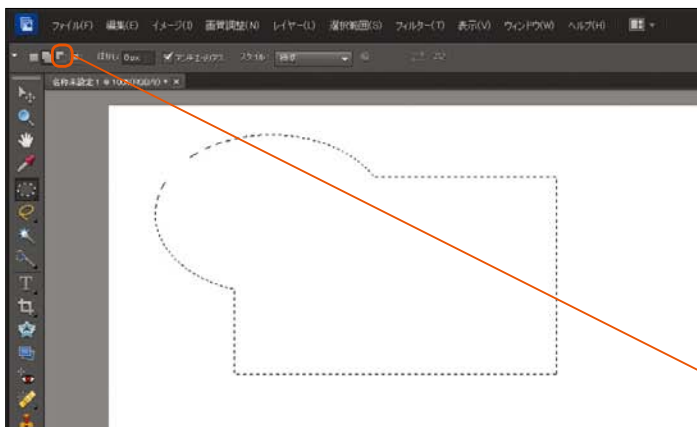 ファイル(F) 編集(E) イメージ(I) 画質調整(N) レイヤー(L) 選択範囲(S) フィルター(T) 表示(V) ウィンドウ(W) ヘルプ(H)
ぼかし: 0 px アンチエイリアス スタイル: 標準
名称未設定 1 @ 100%(RGB/8) * ×
T